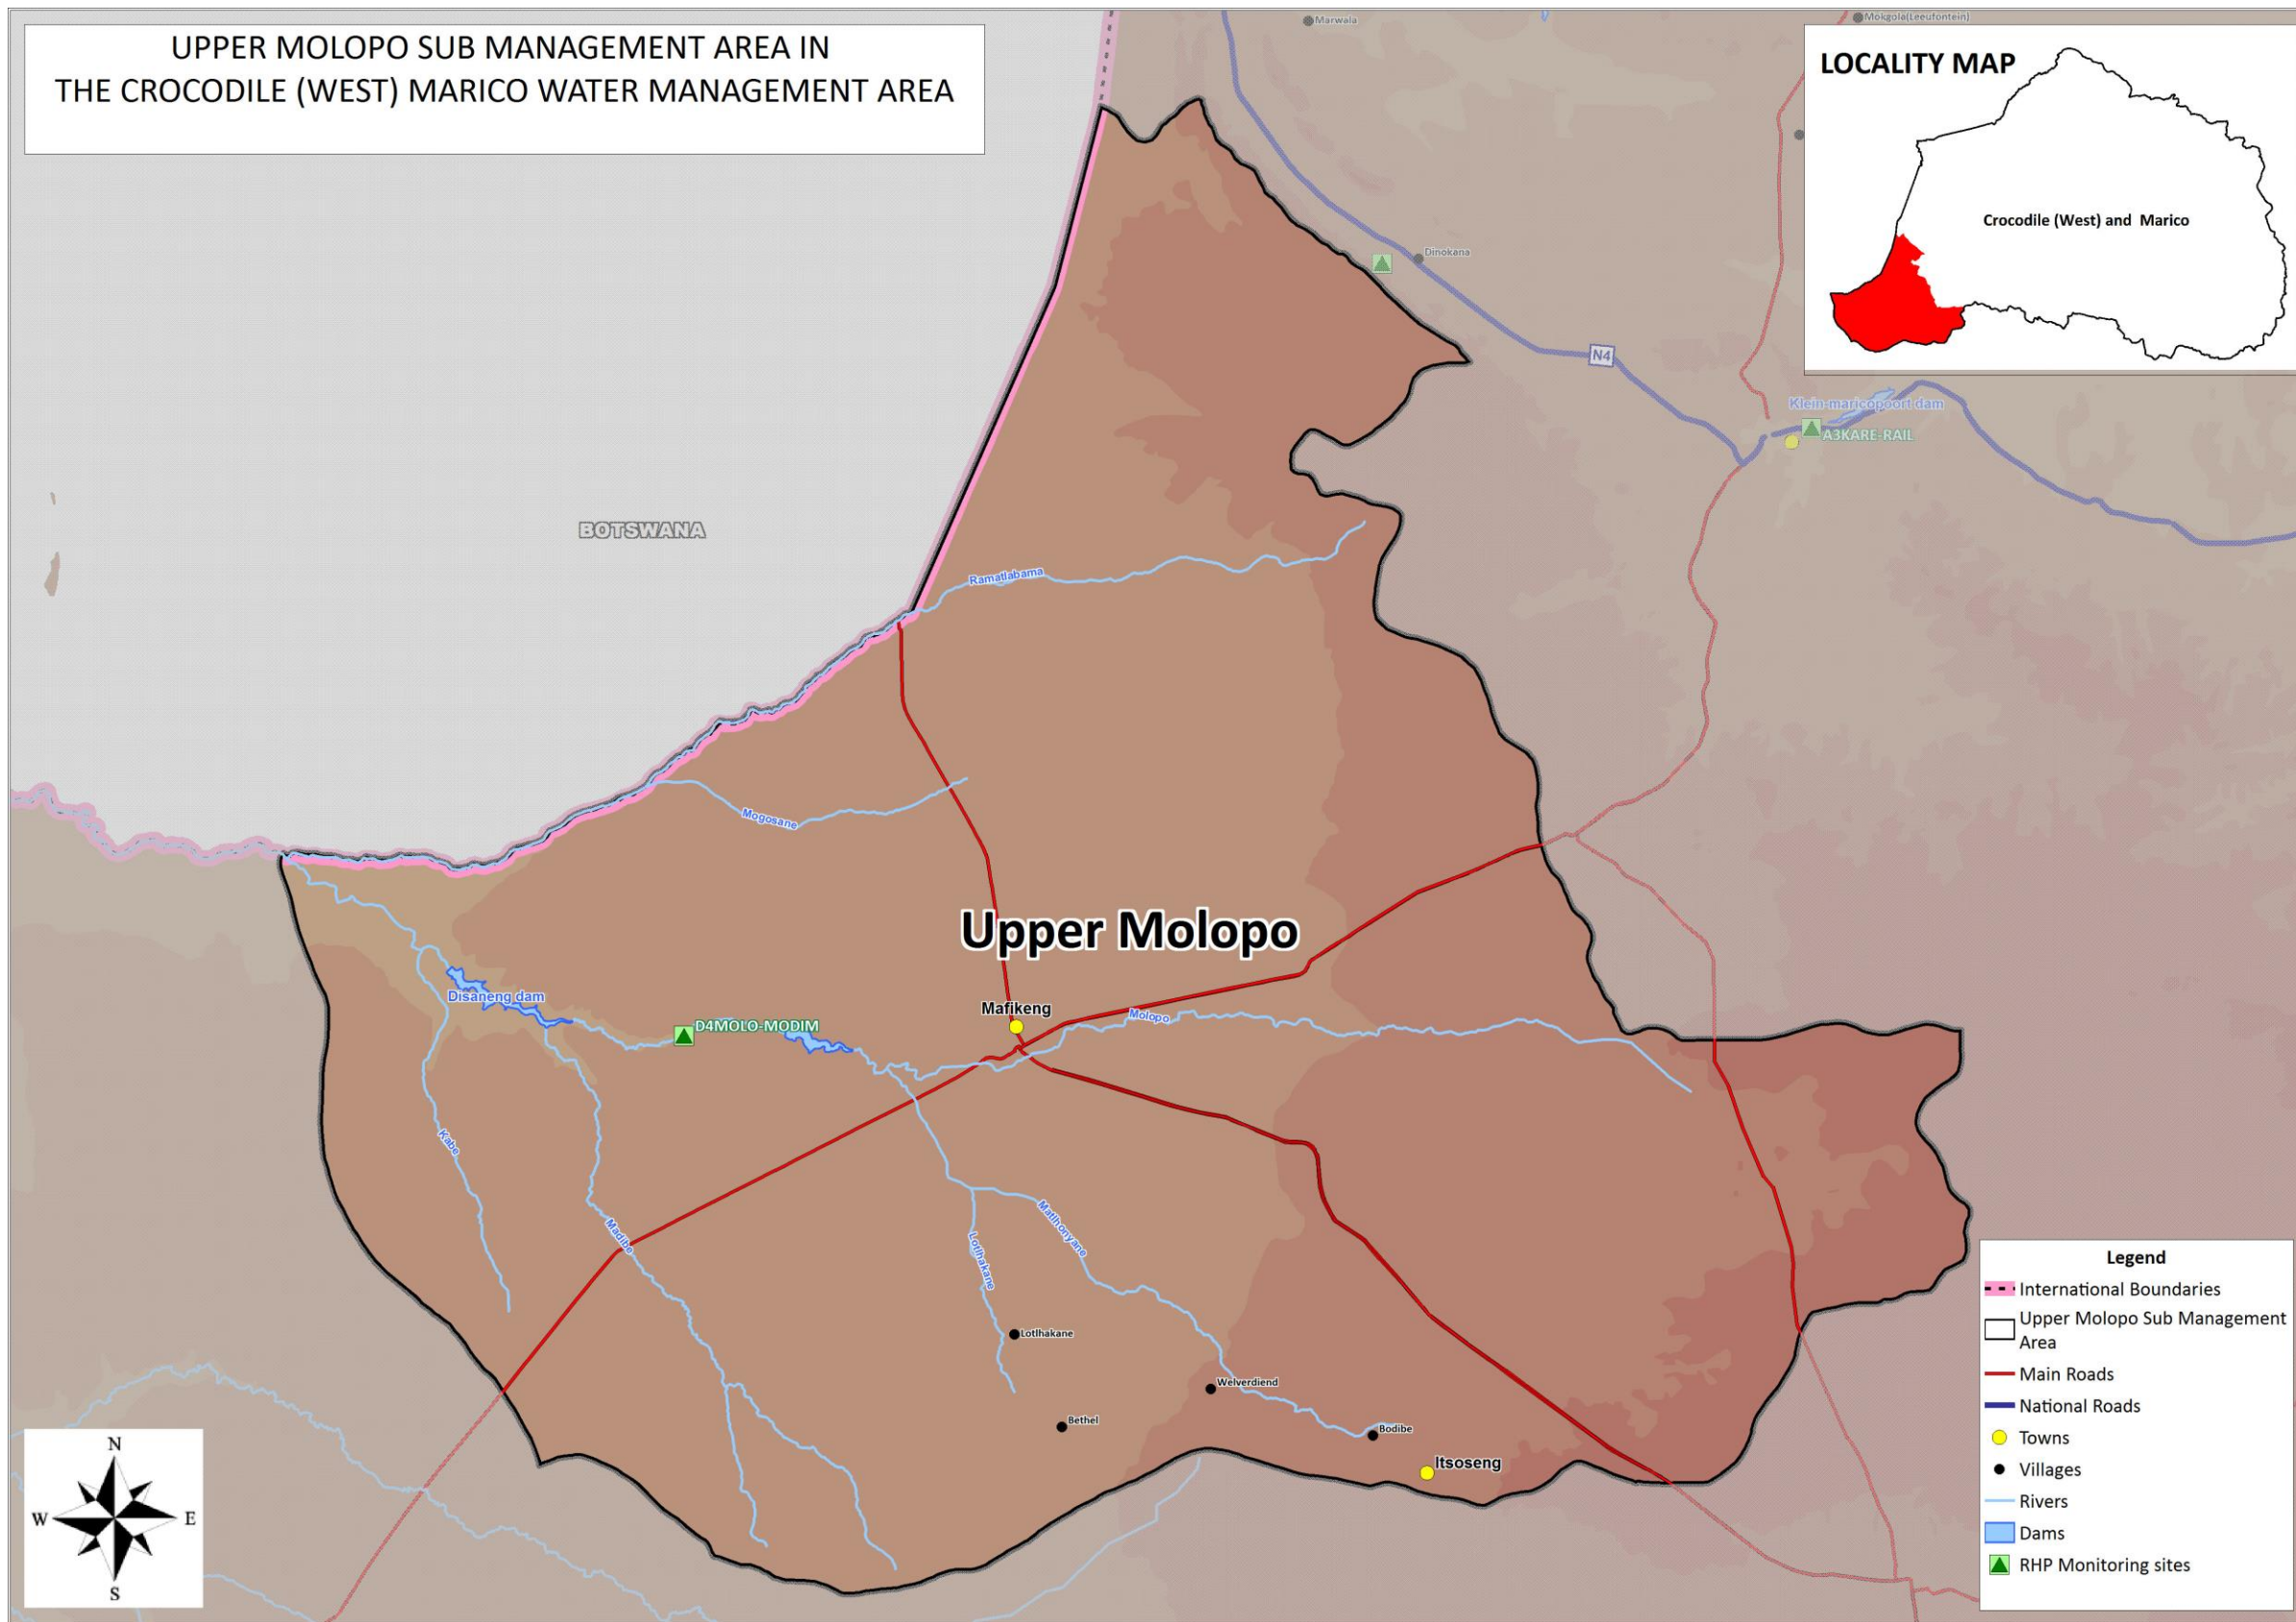 UPPER MOLOPO SUB MANAGEMENT AREA IN
THE CROCODILE (WEST) MARICO WATER MANAGEMENT AREA
Marwala
Mokgola(Leeufontein)
LOCALITY MAP
Crocodile (West) and Marico
Dinokana
N4
Klein-maricopoort dam
A3KARE-RAIL
BOTSWANA
Ramatlabama
Mogosane
Upper Molopo
Disaneng dam
Mafikeng
Molopo
D4MOLO-MODIM
Kabe
Madibe
Lotlhakane
Matlhonyane
Lotlhakane
Welverdiend
Bethel
Bodibe
Itsoseng
N
W
E
S
Legend
International Boundaries
Upper Molopo Sub Management
Area
Main Roads
National Roads
Towns
Villages
Rivers
Dams
RHP Monitoring sites